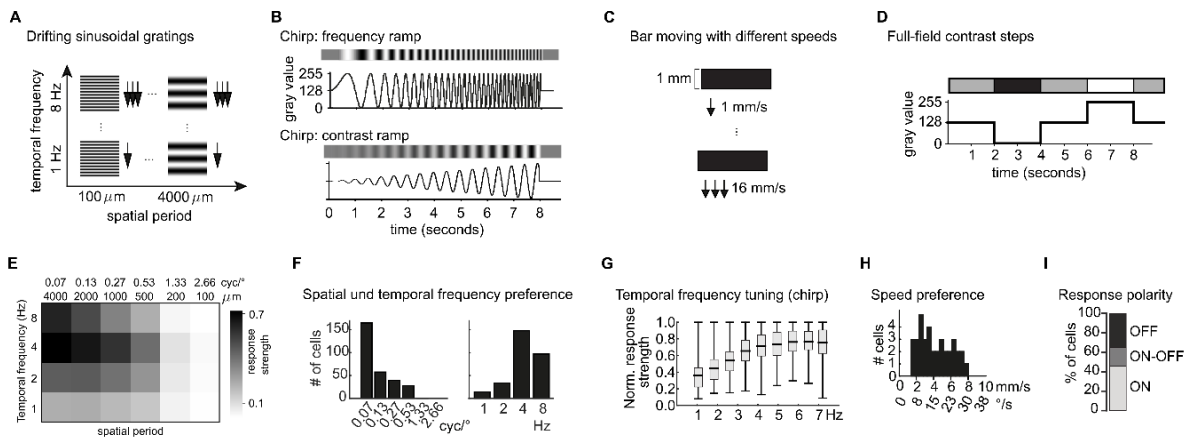 A
Drifting sinusoidal gratings
temporal frequency
8 Hz
1 Hz
100 μm
4000 μm
spatial period
B
Chirp: frequency ramp
gray value
255
128
0
Chirp: contrast ramp
255
128
0
0 1 2 3 4 5 6 7 8
time (seconds)
C
Bar moving with different speeds
1 mm
1 mm/s
16 mm/s
D
Full-field contrast steps
gray value
255
128
0
1 2 3 4 5 6 7 8
time (seconds)
E
0.07 0.13 0.27 0.53 1.33 2.66 cyc/°
4000 2000 1000 500 200 100 μm
Temporal frequency (Hz)
8
4
2
1
spatial period
0.7
0.1
response
strength
F
Spatial und temporal frequency preference
# of cells
150
100
50
0
0.07 0.13 0.27 0.53 1.33 2.66
cyc/°
1 2 4 8
Hz
G
Temporal frequency tuning (chirp)
Norm. response
strength
1.0
0.8
0.6
0.4
0.2
0
1 2 3 4 5 6 7 Hz
H
Speed preference
# cells
4
2
0
2 4 6 8 10 mm/s
0 8 15 23 30 38 °/s
I
Response polarity
% of cells
100
80
60
40
20
0
OFF
ON-OFF
ON